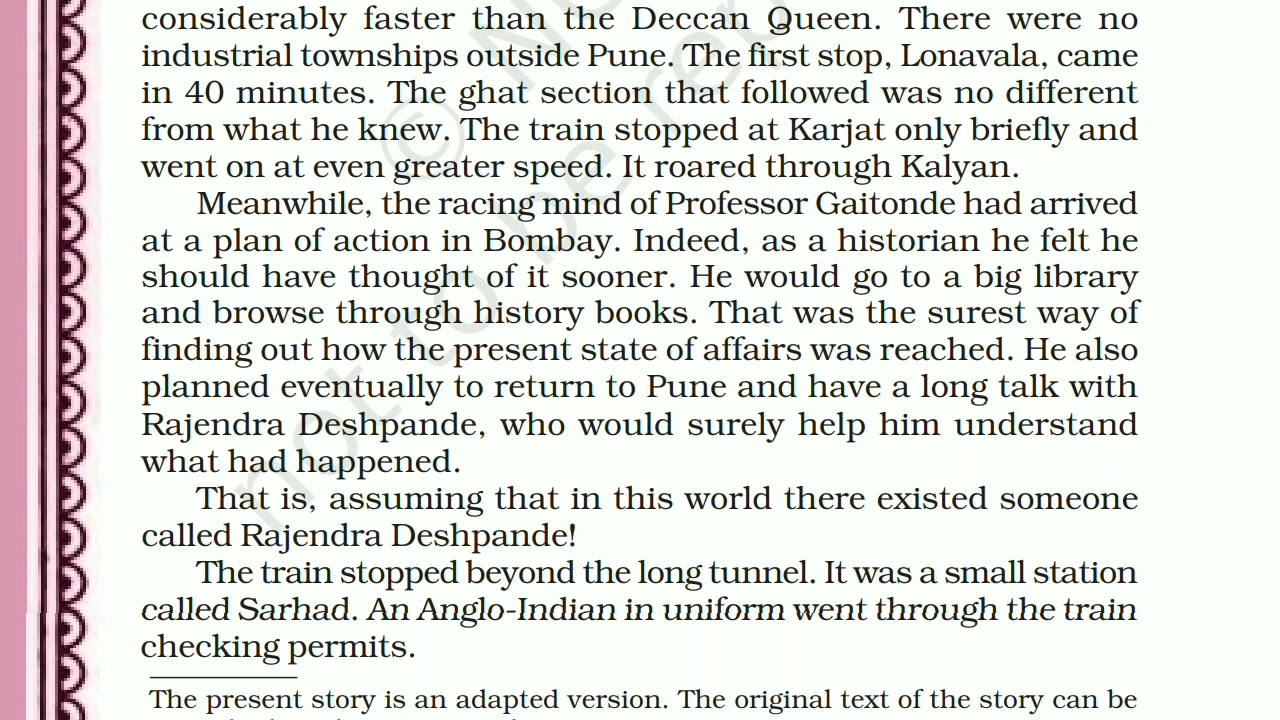 considerably faster than the Deccan Queen. There were no
industrial townships outside Pune. The first stop, Lonavala, came
in 40 minutes. The ghat section that followed was no different
from what he knew. The train stopped at Karjat only briefly and
went on at even greater speed. It roared through Kalyan.
Meanwhile, the racing mind of Professor Gaitonde had arrived
at a plan of action in Bombay. Indeed, as a historian he felt he
should have thought of it sooner. He would go to a big library
and browse through history books. That was the surest way of
finding out how the present state of affairs was reached. He also
planned eventually to return to Pune and have a long talk with
Rajendra Deshpande, who would surely help him understand
what had happened.
That is, assuming that in this world there existed someone
called Rajendra Deshpande!
The train stopped beyond the long tunnel. It was a small station
called Sarhad. An Anglo-Indian in uniform went through the train
checking permits.
The present story is an adapted version. The original text of the story can be
© 
not to be